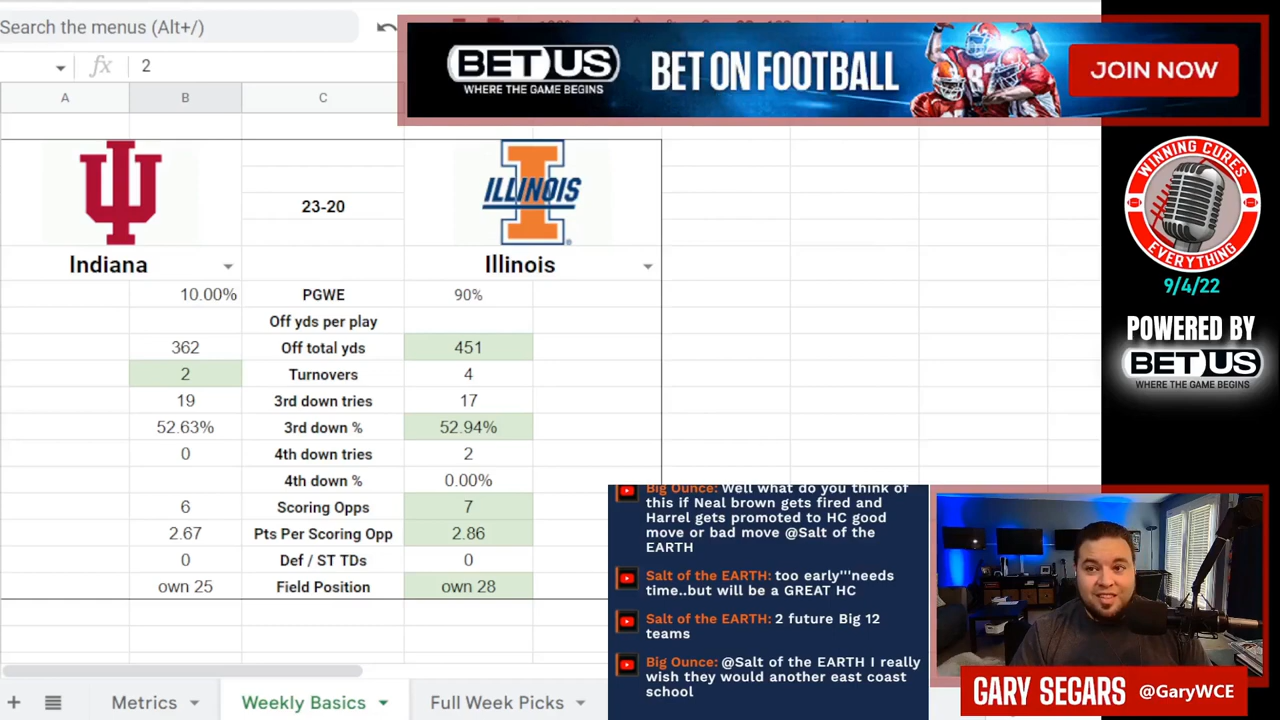 Search the menus (Alt+/)
fx 2
A B C
BETUS
WHERE THE GAME BEGINS
BET ON FOOTBALL
JOIN NOW
23-20
ILLINOIS
Indiana
Illinois
10.00% PGWE 90%
Off yds per play
362 Off total yds 451
2 Turnovers 4
19 3rd down tries 17
52.63% 3rd down % 52.94%
0 4th down tries 2
4th down % 0.00%
6 Scoring Opps 7
2.67 Pts Per Scoring Opp 2.86
0 Def / ST TDs 0
own 25 Field Position own 28
Metrics
Weekly Basics
Full Week Picks
WINNING CURES
EVERYTHING
9/4/22
POWERED BY
BETUS
WHERE THE GAME BEGINS
Big Ounce: Well what do you think of
this if Neal brown gets fired and
Harrel gets promoted to HC good
move or bad move @Salt of the
EARTH
Salt of the EARTH: too early'''needs
time..but will be a GREAT HC
Salt of the EARTH: 2 future Big 12
teams
Big Ounce: @Salt of the EARTH I really
wish they would another east coast
school
GARY SEGARS @GaryWCE